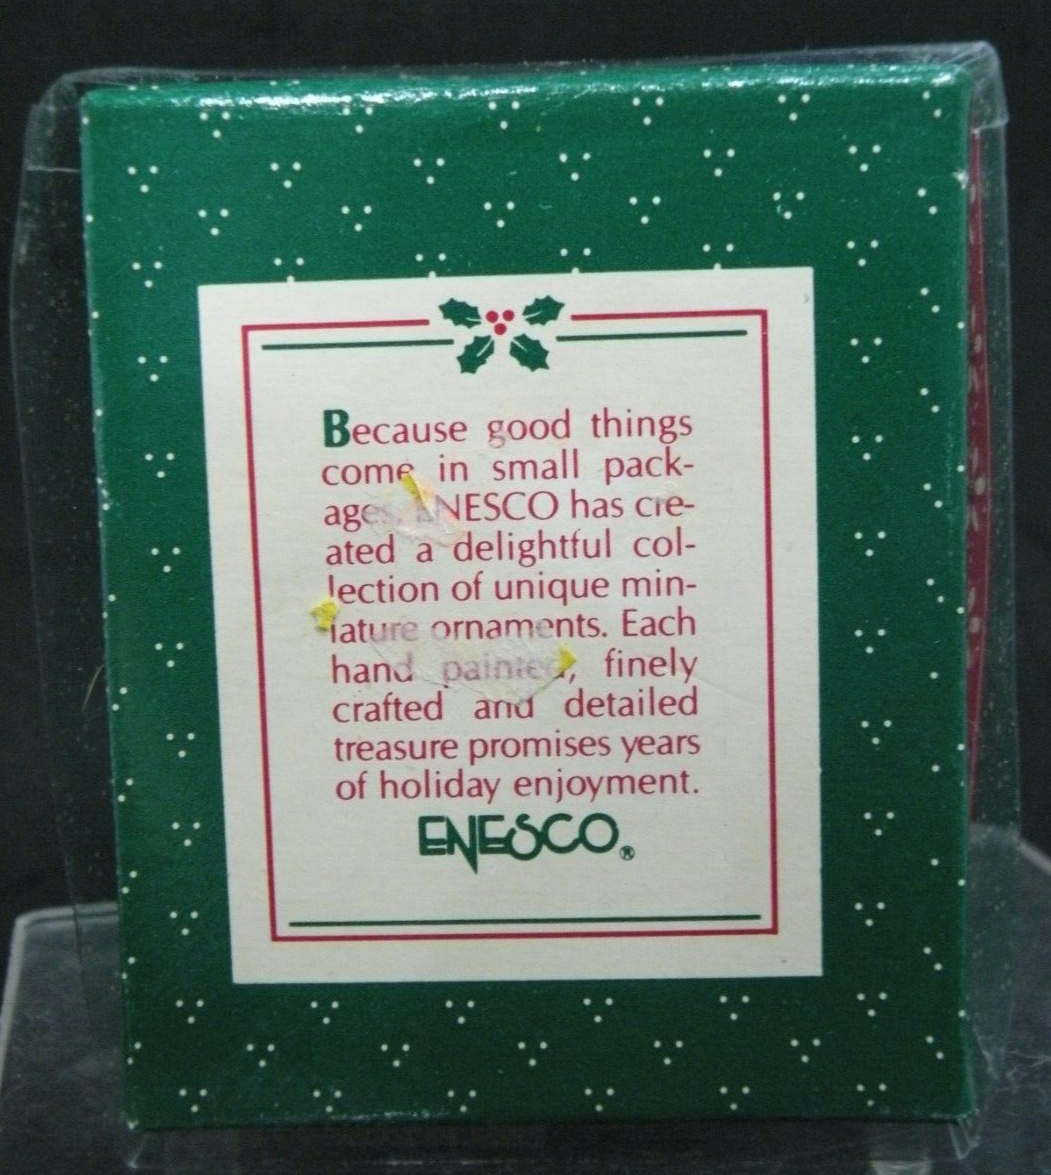 Because good things
come in small pack-
ages, ENESCO has cre-
ated a delightful col-
lection of unique min-
iature ornaments. Each
hand painted, finely
crafted and detailed
treasure promises years
of holiday enjoyment.
ENESCO®